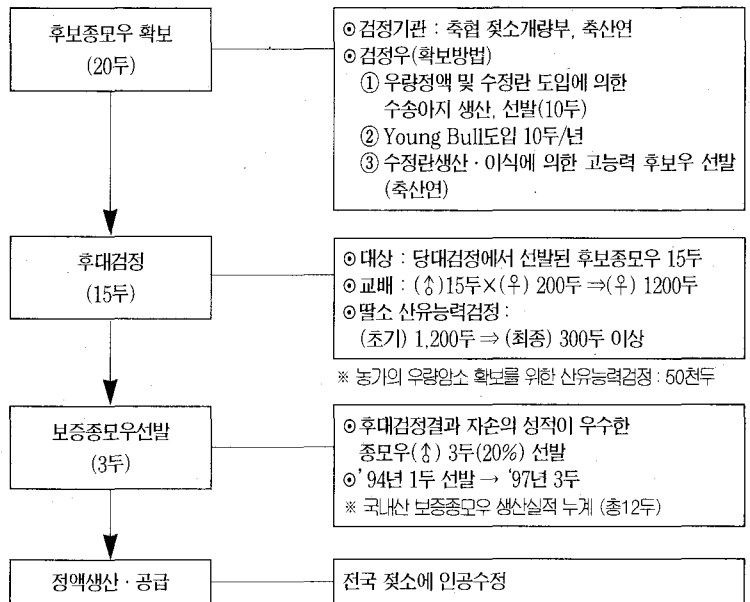 후보종모우 확보
(20두)
⊙검정기관 : 축협 젖소개량부, 축산연
⊙검정우(확보방법)
① 우량정액 및 수정란 도입에 의한
수송아지 생산, 선발(10두)
② Young Bull도입 10두/년
③ 수정란생산 · 이식에 의한 고능력 후보우 선발
(축산연)
후대검정
(15두)
⊙대상 : 당대검정에서 선발된 후보종모우 15두
⊙교배 : (♂)15두×(우) 200두 ⇒(우) 1200두
⊙딸소 산유능력검정 :
(초기) 1,200두 ⇒ (최종) 300두 이상
※ 농가의 우량암소 확보를 위한 산유능력검정 : 50천두
보증종모우선발
(3두)
⊙후대검정결과 자손의 성적이 우수한
종모우(♂) 3두(20%) 선발
⊙'94년 1두 선발 → '97년 3두
※ 국내산 보증종모우 생산실적 누계 (총12두)
정액생산 · 공급
전국 젖소에 인공수정